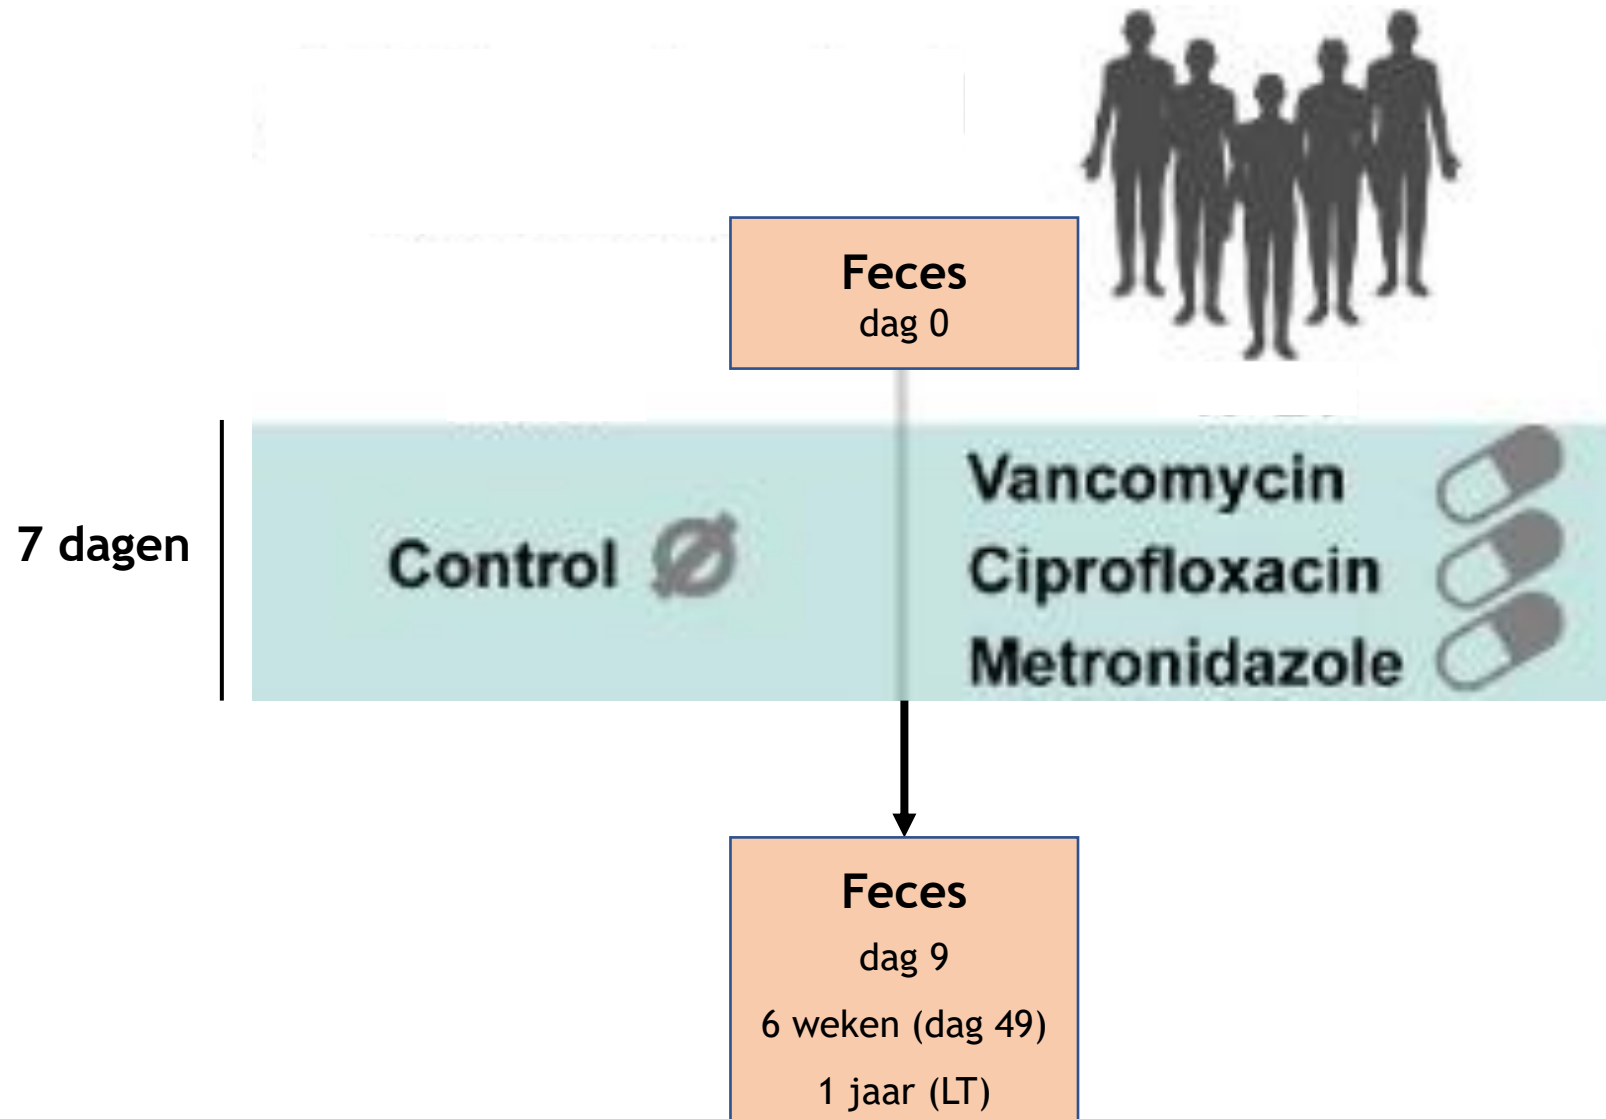 Feces
dag 0
7 dagen
Control
Vancomycin
Ciprofloxacin
Metronidazole
Feces
dag 9
6 weken (dag 49)
1 jaar (LT)